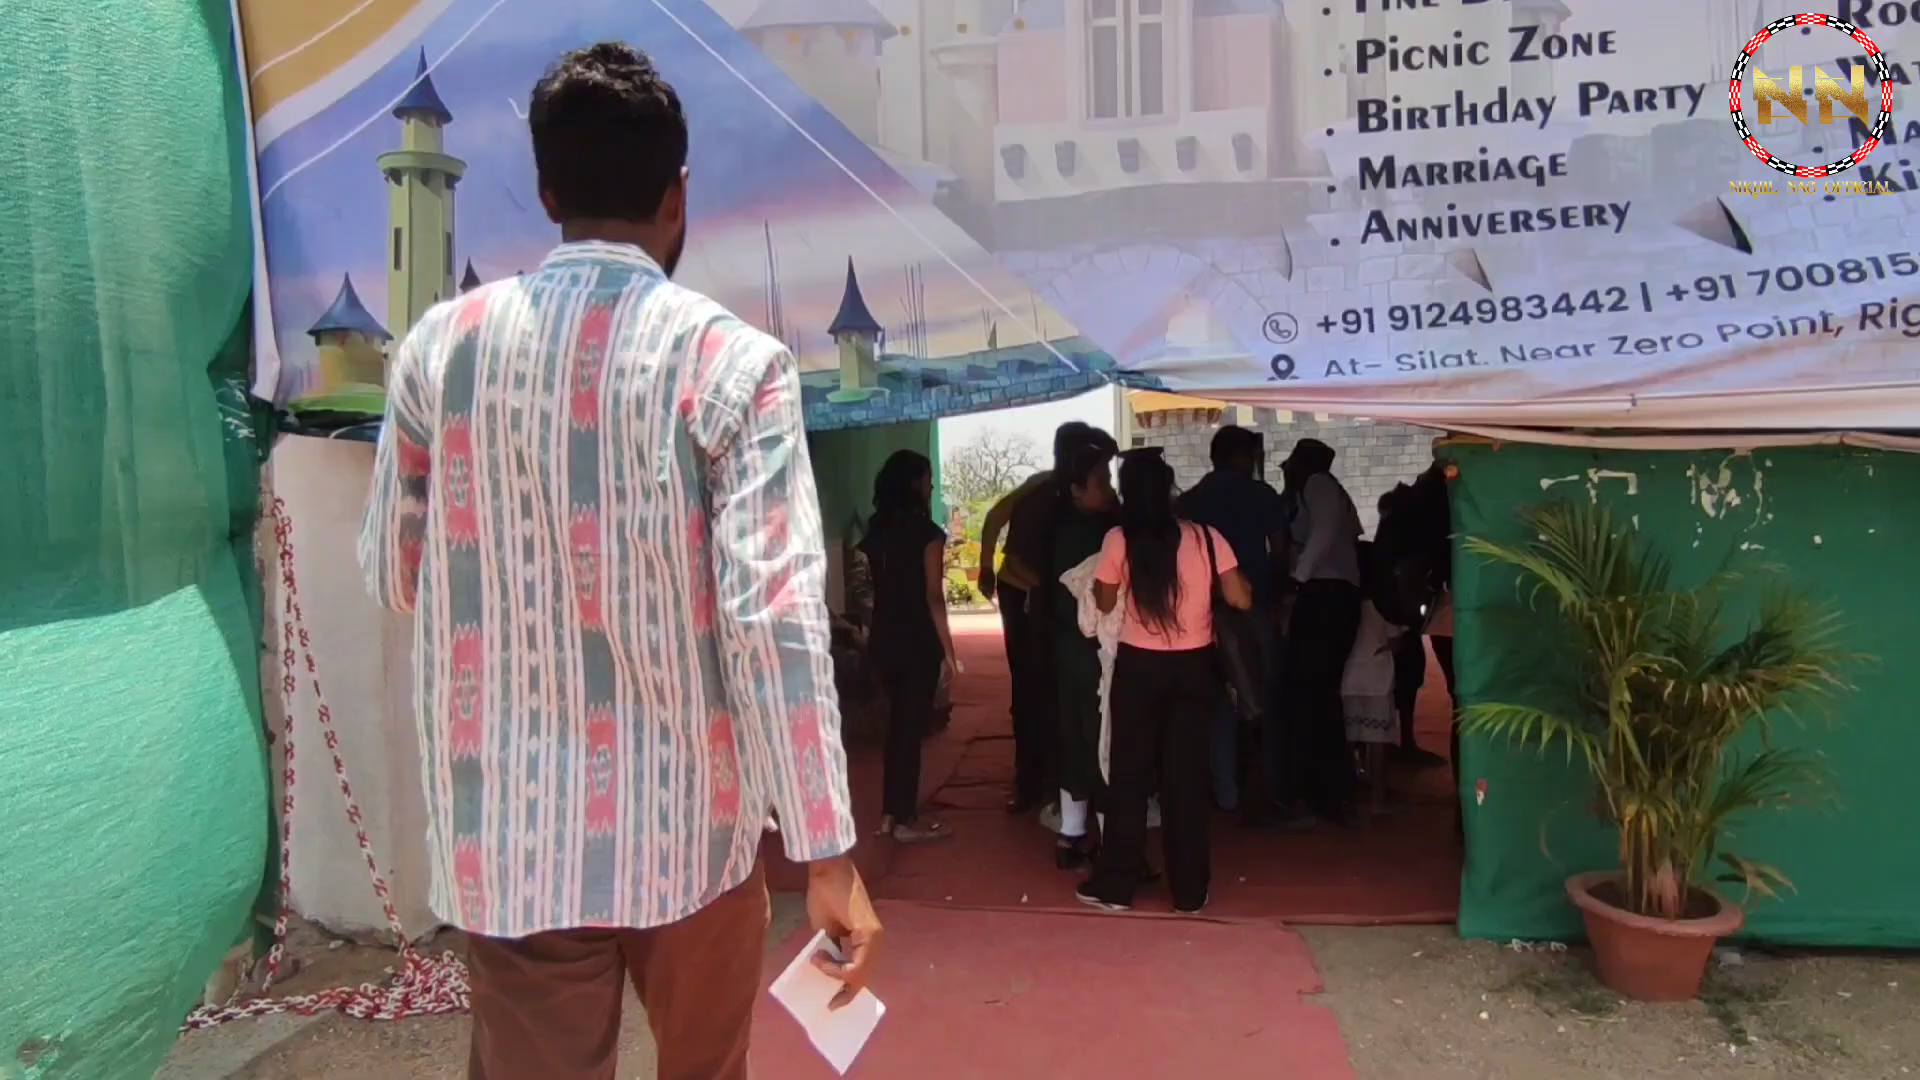 . Picnic Zone
. Birthday Party
. Marriage
. Anniversery
+91 9124983442 | +91 700815
At- Silat, Near Zero Point, Rig
NN
NIKHIL NAG OFFICIAL